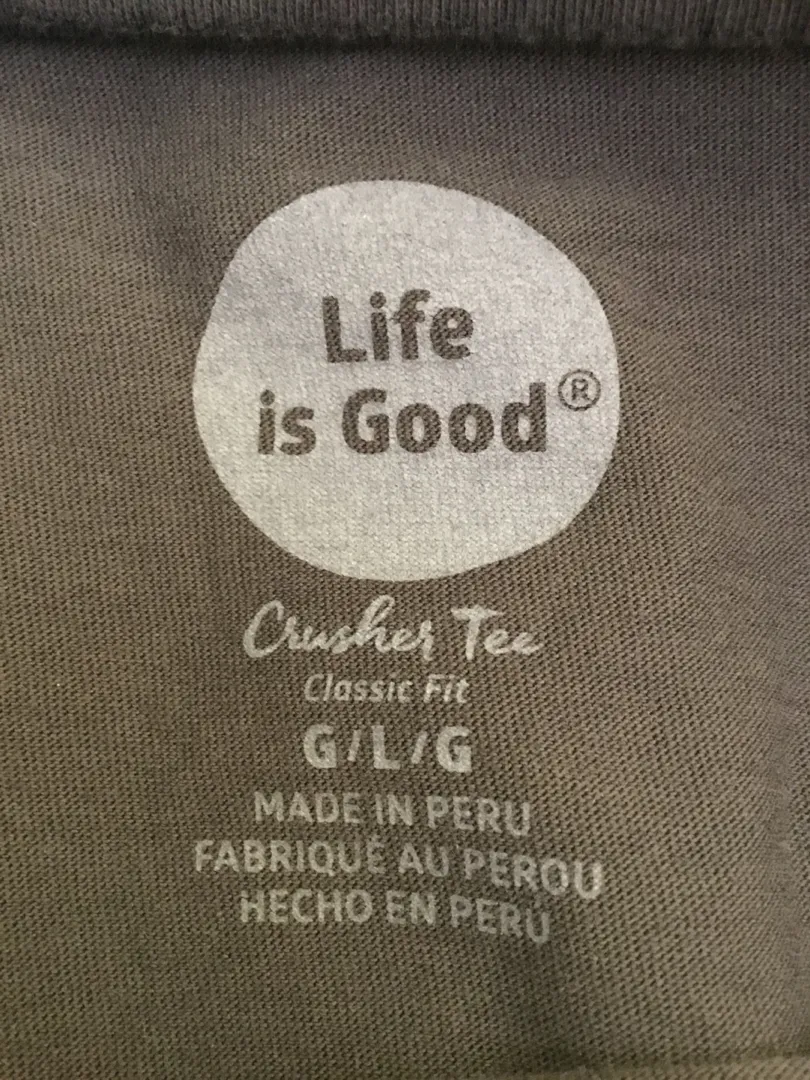 Life
is Good®
Crusher Tee
Classic Fit
G/L/G
MADE IN PERU
FABRIQUÉ AU PEROU
HECHO EN PERÚ